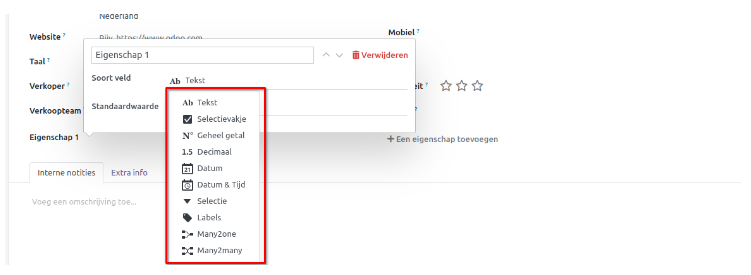 Nederland
Website ? Bijv. https://www.odoo.com
Mobiel ?
Eigenschap 1
Verwijderen
Taal ?
Soort veld
Ab Tekst
Verkoper ?
eit ?
Standaardwaarde
Verkoopteam
?
Ab Tekst
Selectievakje
N° Geheel getal
1.5 Decimaal
21 Datum
Datum & Tijd
Selectie
Labels
Many2one
Many2many
Eigenschap 1
+ Een eigenschap toevoegen
Interne notities
Extra info
Voeg een omschrijving toe...